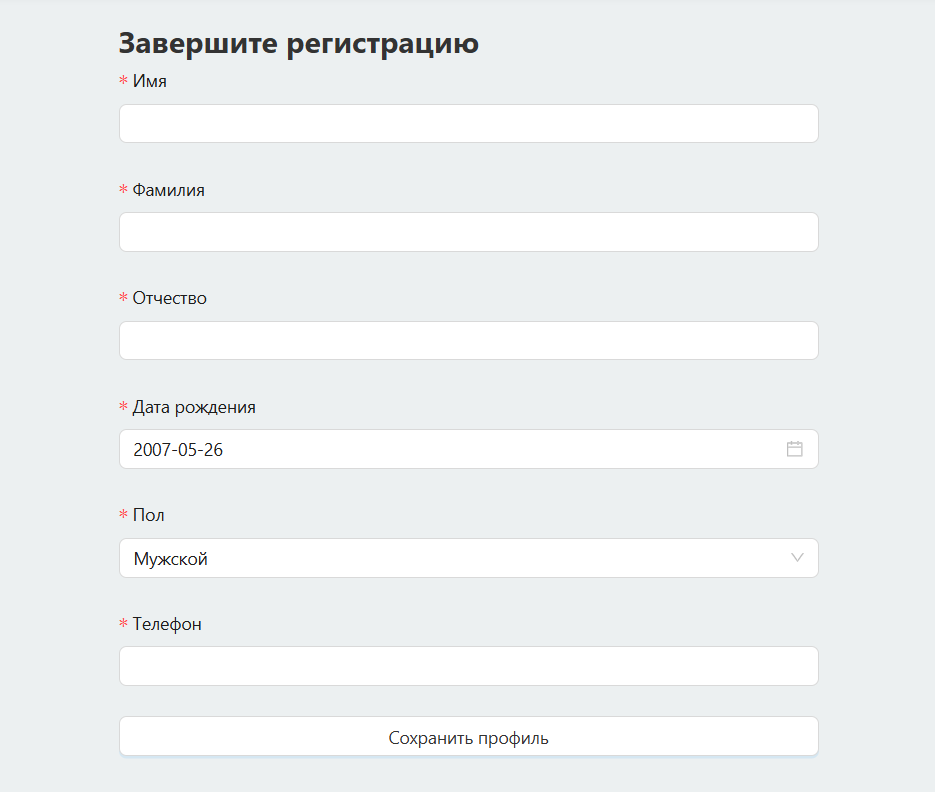 Завершите регистрацию
* Имя
* Фамилия
* Отчество
* Дата рождения
2007-05-26
* Пол
Мужской
* Телефон
Сохранить профиль